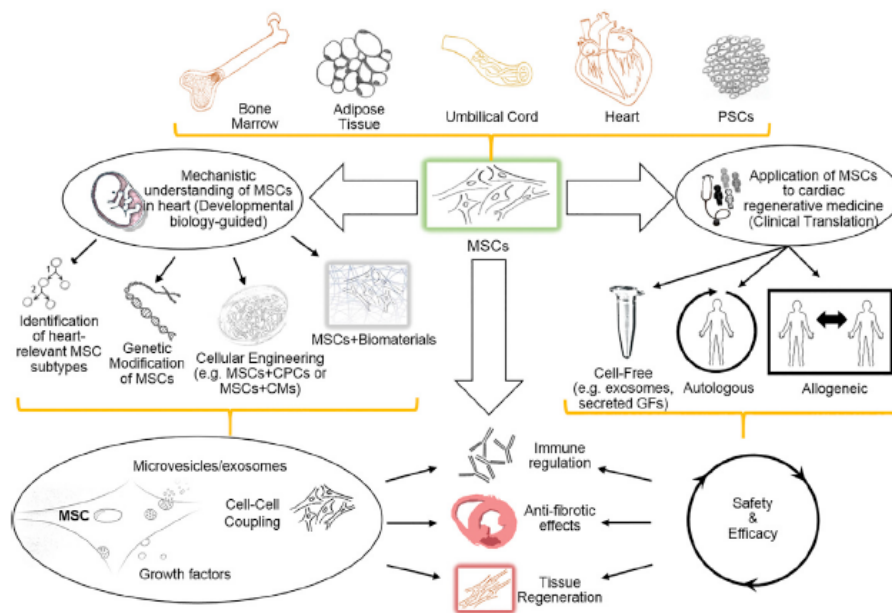 Bone
Marrow
Adipose
Tissue
Umbilical Cord
Heart
PSCs
Mechanistic
understanding of MSCs
in heart (Developmental
biology-guided)
MSCs
Application of MSCs
to cardiac
regenerative medicine
(Clinical Translation)
1
2
Identification
of heart-
relevant MSC
subtypes
Genetic
Modification
of MSCs
Cellular Engineering
(e.g. MSCs+CPCs or
MSCs+CMs)
MSCs+Biomaterials
Cell-Free
(e.g. exosomes,
secreted GFs)
Autologous
Allogeneic
Microvesicles/exosomes
MSC
Cell-Cell
Coupling
Growth factors
Immune
regulation
Anti-fibrotic
effects
Tissue
Regeneration
Safety
&
Efficacy